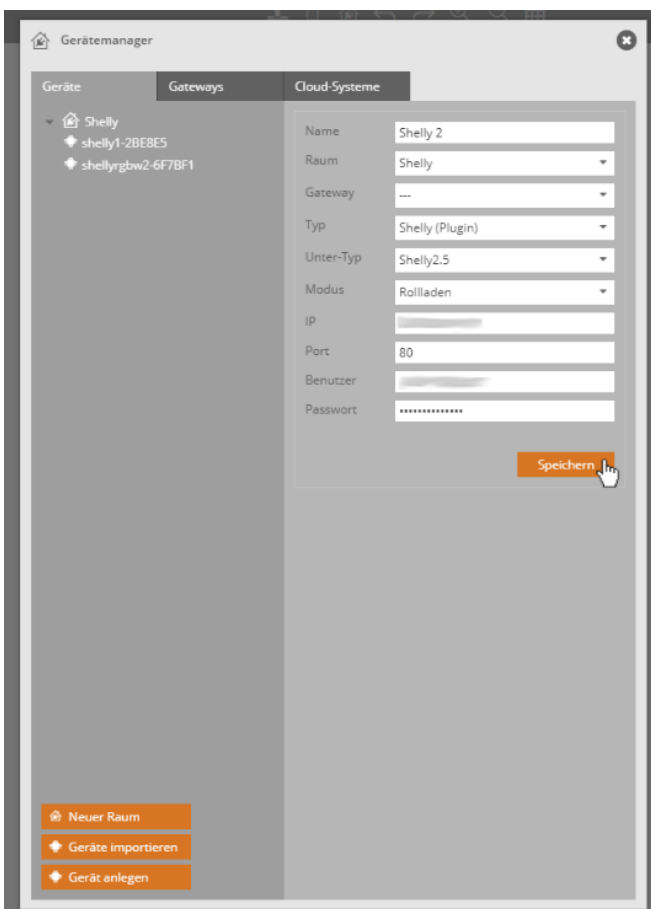 Gerätemanager
Geräte Gateways Cloud-Systeme
Shelly
shelly1-2BE8E5
shellyrgbw2-6F7BF1
Name Shelly 2
Raum Shelly
Gateway ---
Typ Shelly (Plugin)
Unter-Typ Shelly2.5
Modus Rollladen
IP
Port 80
Benutzer
Passwort ••••••••••••••
Speichern
Neuer Raum
Geräte importieren
Gerät anlegen